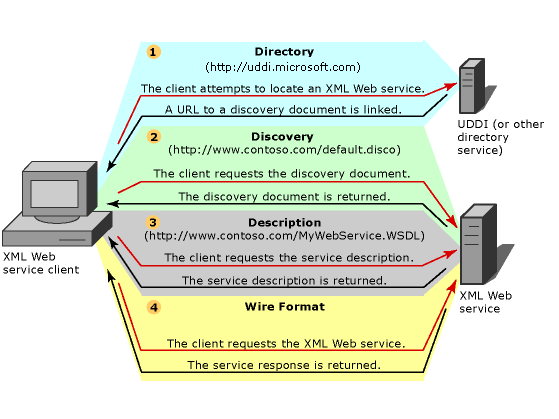 1 Directory
(http://uddi.microsoft.com)
The client attempts to locate an XML Web service.
A URL to a discovery document is linked.
UDDI (or other
directory
service)
2 Discovery
(http://www.contoso.com/default.disco)
The client requests the discovery document.
The discovery document is returned.
XML Web
service client
3 Description
(http://www.contoso.com/MyWebService.WSDL)
The client requests the service description.
The service description is returned.
XML Web
service
4 Wire Format
The client requests the XML Web service.
The service response is returned.